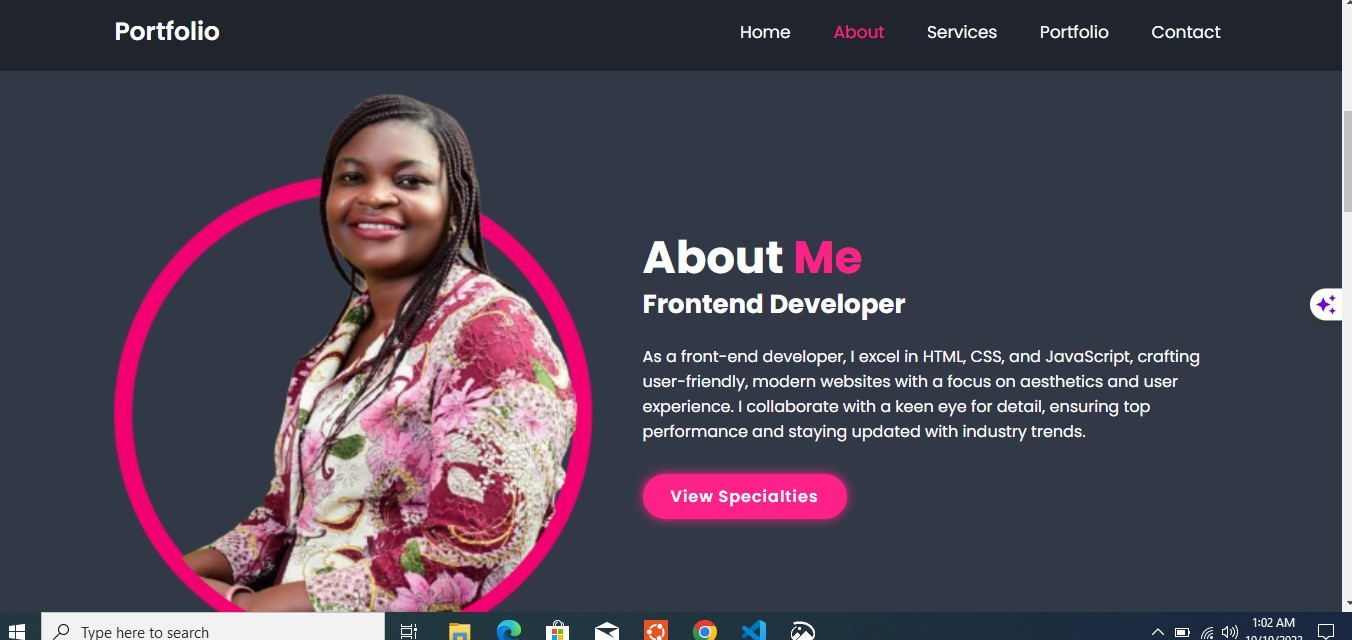 Portfolio
Home About Services Portfolio Contact
About Me
Frontend Developer
As a front-end developer, I excel in HTML, CSS, and JavaScript, crafting
user-friendly, modern websites with a focus on aesthetics and user
experience. I collaborate with a keen eye for detail, ensuring top
performance and staying updated with industry trends.
View Specialties
Type here to search
1:02 AM